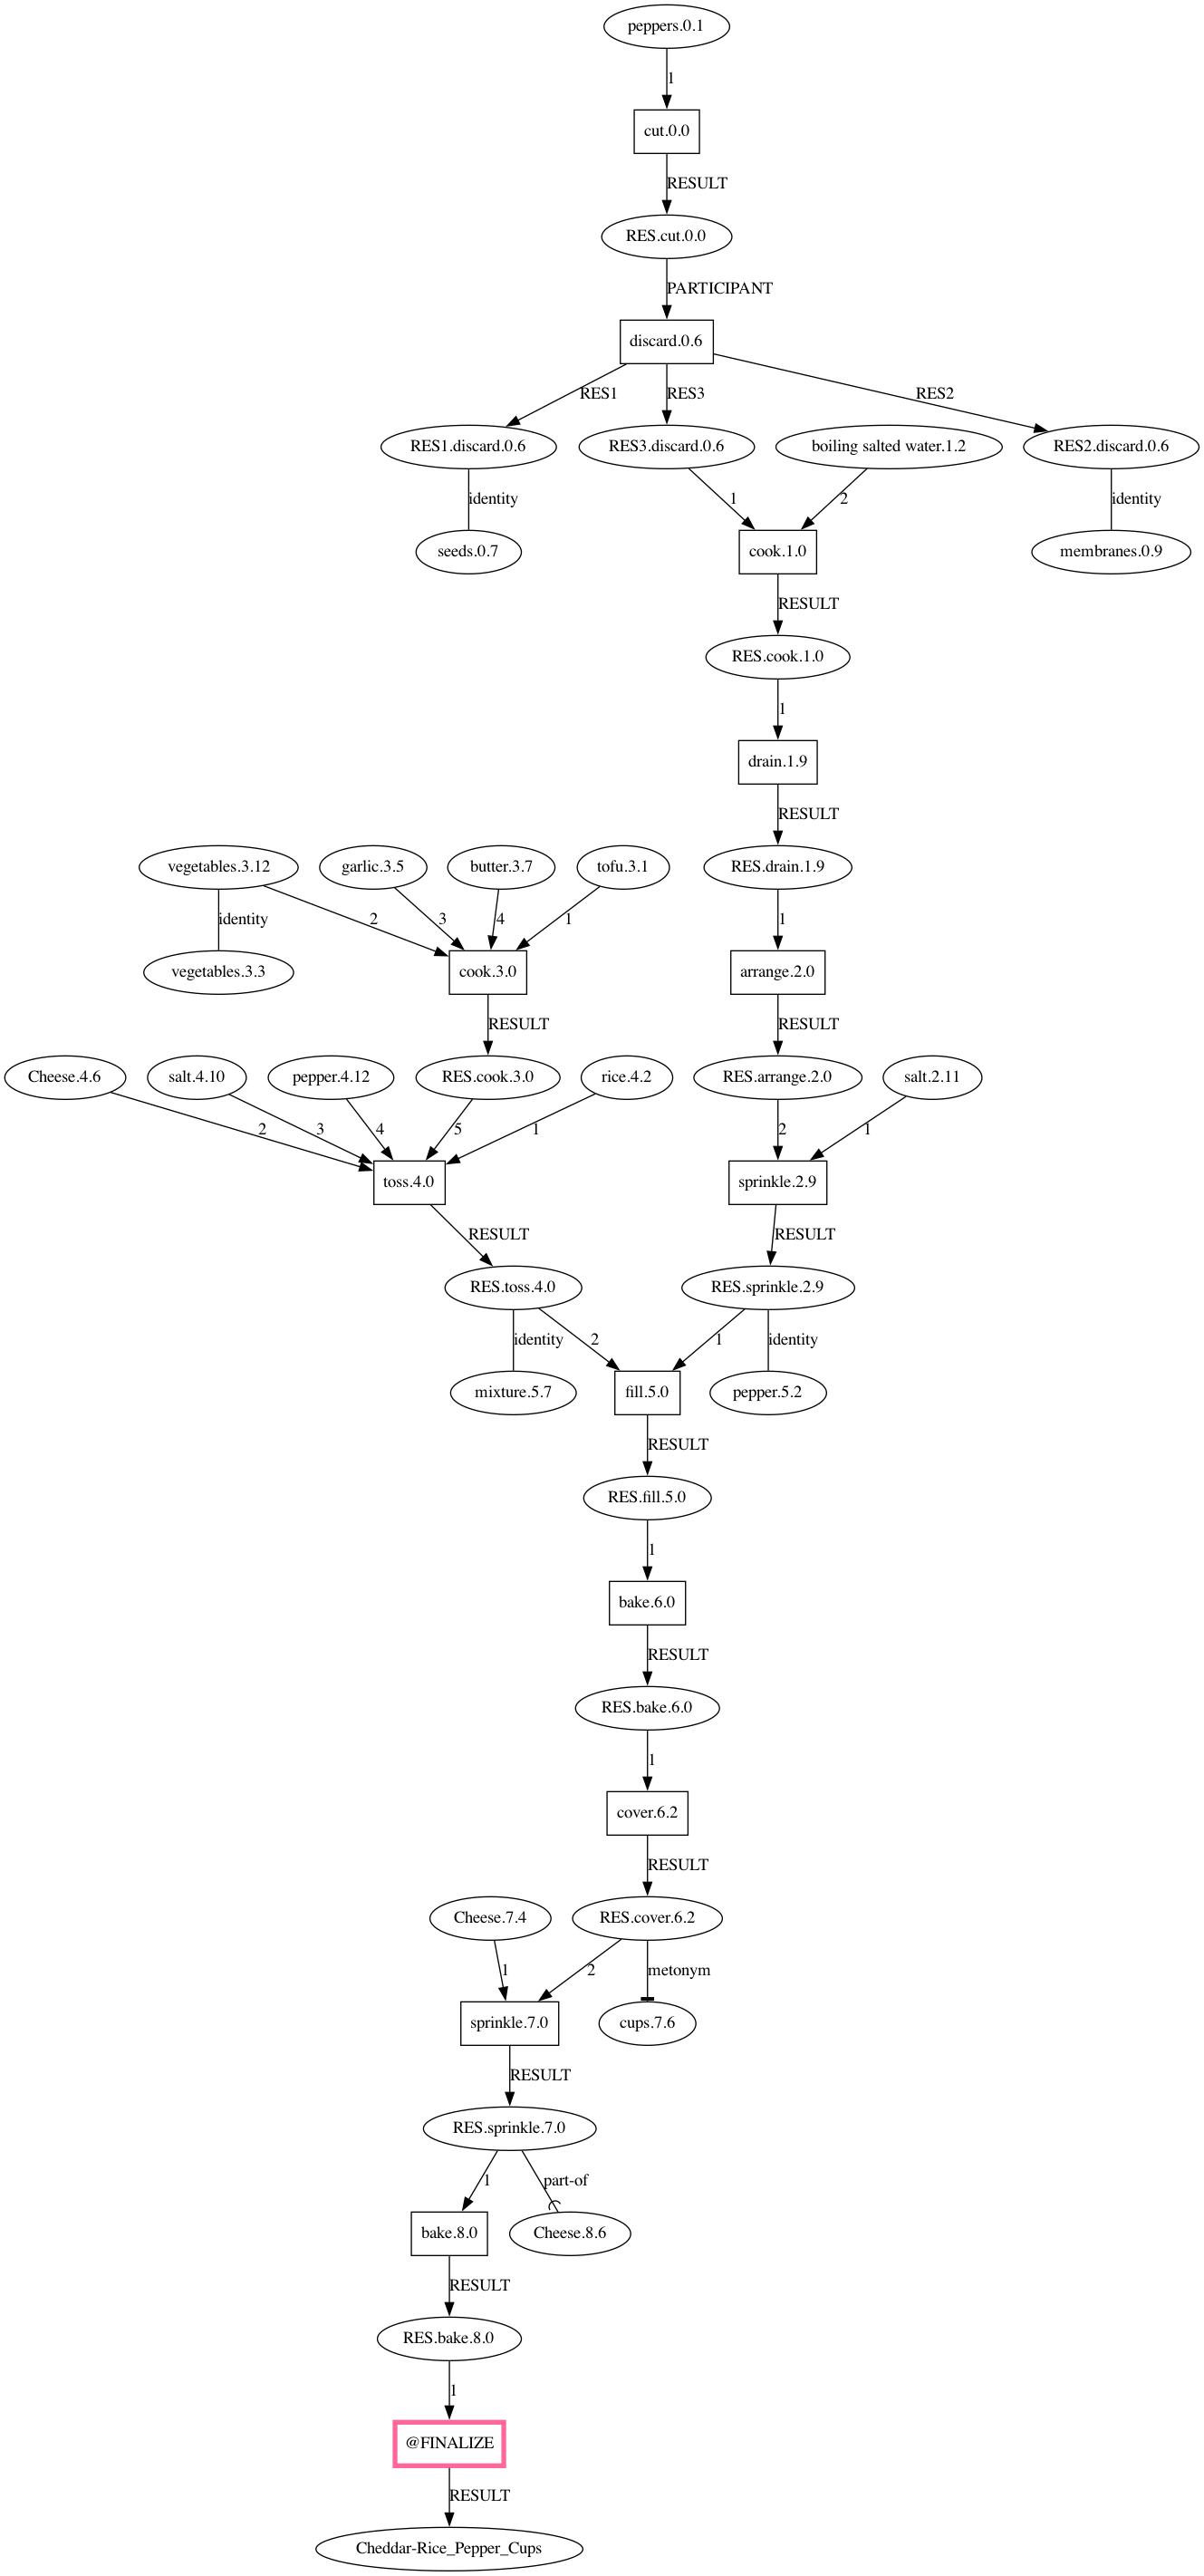 peppers.0.1
1
cut.0.0
RESULT
RES.cut.0.0
PARTICIPANT
discard.0.6
RES1 RES3 RES2
RES1.discard.0.6 RES3.discard.0.6 boiling salted water.1.2 RES2.discard.0.6
identity 1 2 identity
seeds.0.7 cook.1.0 membranes.0.9
RESULT
RES.cook.1.0
1
drain.1.9
RESULT
vegetables.3.12 garlic.3.5 butter.3.7 tofu.3.1 RES.drain.1.9
identity 2 3 4 1 1
vegetables.3.3 cook.3.0 arrange.2.0
RESULT RESULT
Cheese.4.6 salt.4.10 pepper.4.12 RES.cook.3.0 rice.4.2 RES.arrange.2.0 salt.2.11
2 3 4 5 1 2 1
toss.4.0 sprinkle.2.9
RESULT RESULT
RES.toss.4.0 RES.sprinkle.2.9
identity 2 1 identity
mixture.5.7 fill.5.0 pepper.5.2
RESULT
RES.fill.5.0
1
bake.6.0
RESULT
RES.bake.6.0
1
cover.6.2
RESULT
Cheese.7.4 RES.cover.6.2
1 2 metonym
sprinkle.7.0 cups.7.6
RESULT
RES.sprinkle.7.0
1 part-of
bake.8.0 Cheese.8.6
RESULT
RES.bake.8.0
1
@FINALIZE
RESULT
Cheddar-Rice_Pepper_Cups